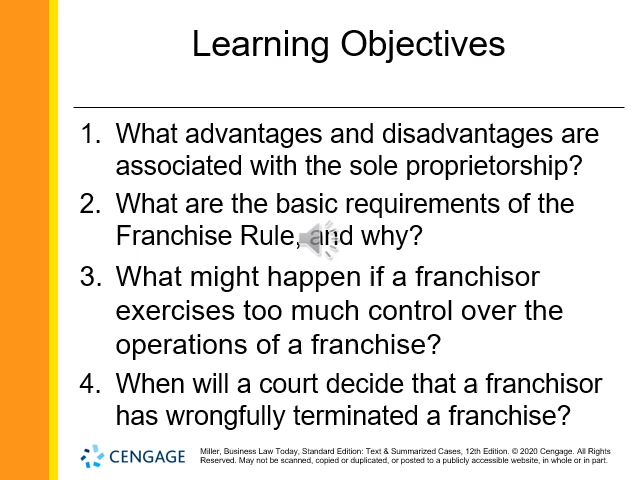 Learning Objectives
1. What advantages and disadvantages are
associated with the sole proprietorship?
2. What are the basic requirements of the
Franchise Rule, and why?
3. What might happen if a franchisor
exercises too much control over the
operations of a franchise?
4. When will a court decide that a franchisor
has wrongfully terminated a franchise?
CENGAGE
Miller, Business Law Today, Standard Edition: Text & Summarized Cases, 12th Edition. © 2020 Cengage. All Rights
Reserved. May not be scanned, copied or duplicated, or posted to a publicly accessible website, in whole or in part.